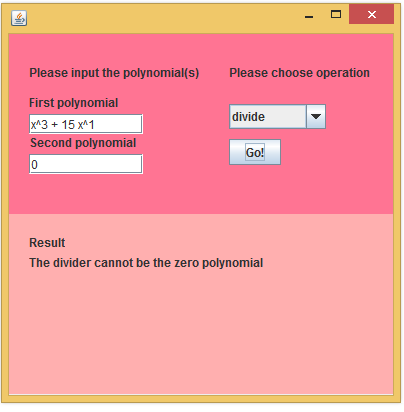 Please input the polynomial(s)
Please choose operation
First polynomial
x^3 + 15 x^1
divide
Second polynomial
0
Go!
Result
The divider cannot be the zero polynomial